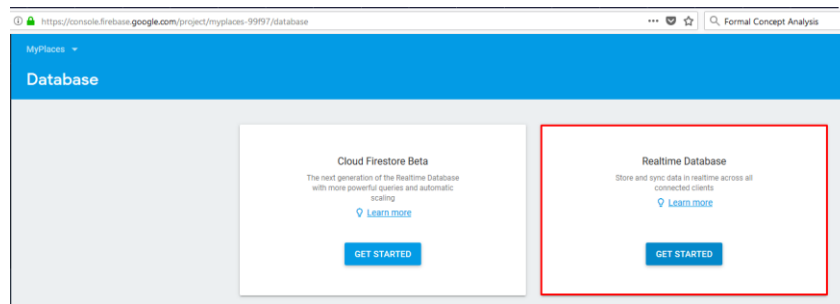 https://console.firebase.google.com/project/myplaces-99f97/database
Formal Concept Analysis
MyPlaces
Database
Cloud Firestore Beta
The next generation of the Realtime Database
with more powerful queries and automatic
scaling
Learn more
GET STARTED
Realtime Database
Store and sync data in realtime across all
connected clients
Learn more
GET STARTED